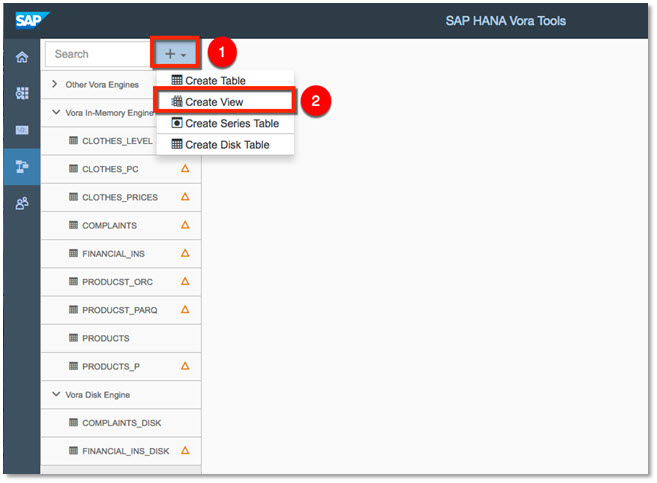 SAP
SAP HANA Vora Tools
Search
+
1
Create Table
Create View
2
Create Series Table
Create Disk Table
Other Vora Engines
Vora In-Memory Engine
CLOTHES_LEVEL
CLOTHES_PC
CLOTHES_PRICES
COMPLAINTS
FINANCIAL_INS
PRODUCST_ORC
PRODUCST_PARQ
PRODUCTS
PRODUCTS_P
Vora Disk Engine
COMPLAINTS_DISK
FINANCIAL_INS_DISK